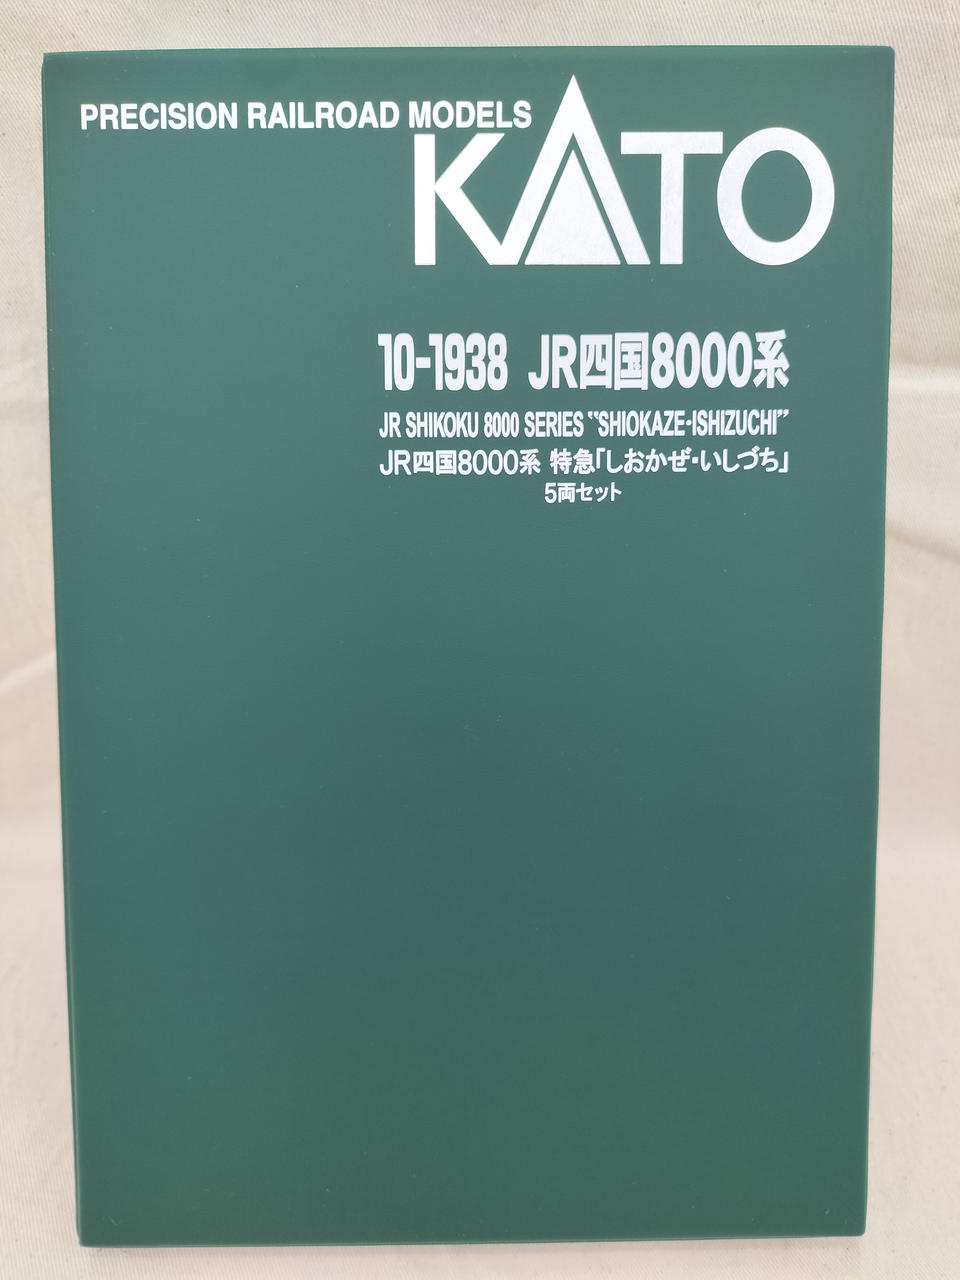 PRECISION RAILROAD MODELS
KATO
10-1938 JR四国8000系
JR SHIKOKU 8000 SERIES “SHIOKAZE・ISHIZUCHI”
JR四国8000系 特急「しおかぜ・いしづち」
5両セット